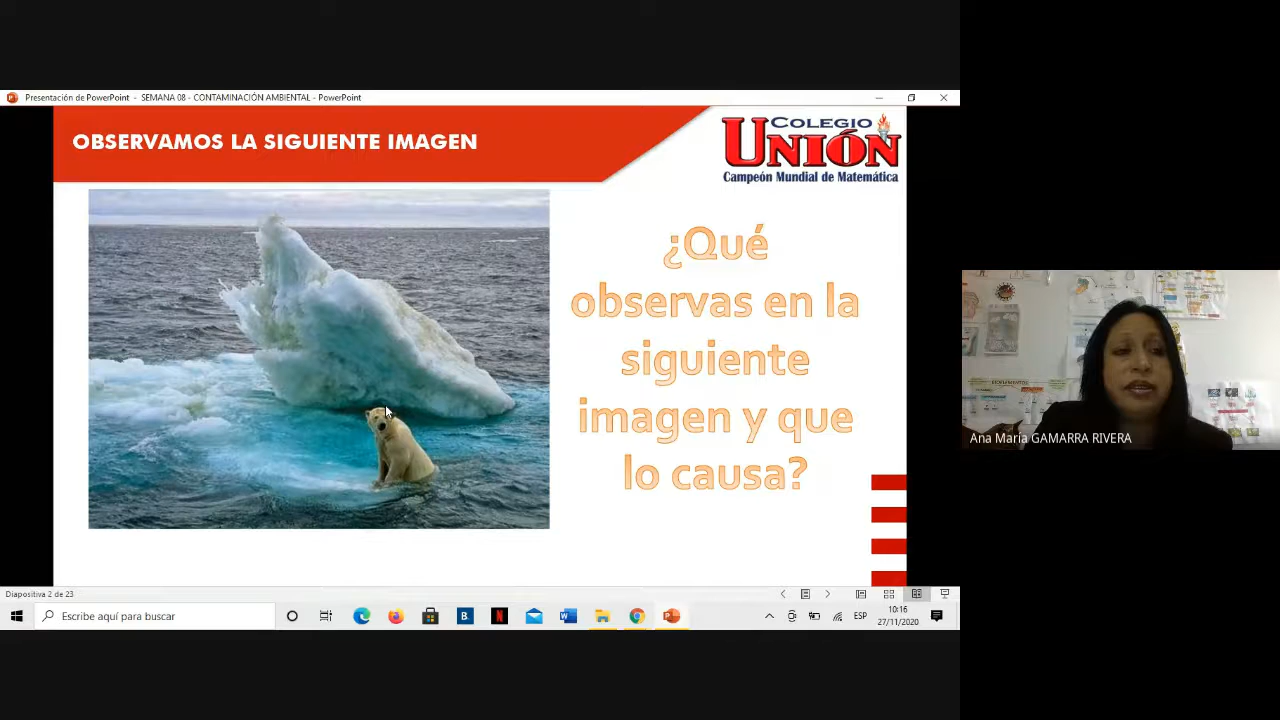 Presentación de PowerPoint - SEMANA 08 - CONTAMINACIÓN AMBIENTAL - PowerPoint
OBSERVAMOS LA SIGUIENTE IMAGEN
COLEGIO
UNIÓN
Campeón Mundial de Matemática
¿Qué
observas en la
siguiente
imagen y que
lo causa?
Ana María GAMARRA RIVERA
Diapositiva 2 de 23
Escribe aquí para buscar
ESP
10:16
27/11/2020